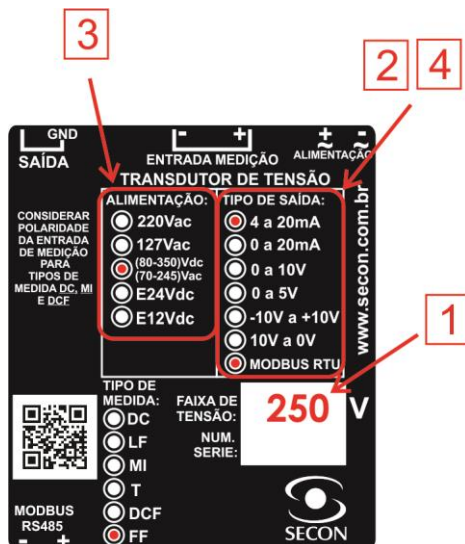 3
2 4
GND
- +
± ~
SAÍDA
ENTRADA MEDIÇÃO
ALIMENTAÇÃO
TRANSDUTOR DE TENSÃO
CONSIDERAR
POLARIDADE
DA ENTRADA
DE MEDIÇÃO
PARA
TIPOS DE
MEDIDA DC, MI
E DCF
ALIMENTAÇÃO:
220Vac
127Vac
(80-350)Vdc
(70-245)Vac
E24Vdc
E12Vdc
TIPO DE SAÍDA:
4 a 20mA
0 a 20mA
0 a 10V
0 a 5V
-10V a +10V
10V a 0V
MODBUS RTU
www.secon.com.br
1
TIPO DE
MEDIDA:
DC
LF
MI
T
DCF
FF
FAIXA DE
TENSÃO:
250 V
NUM.
SERIE:
MODBUS
RS485
- +
SECON